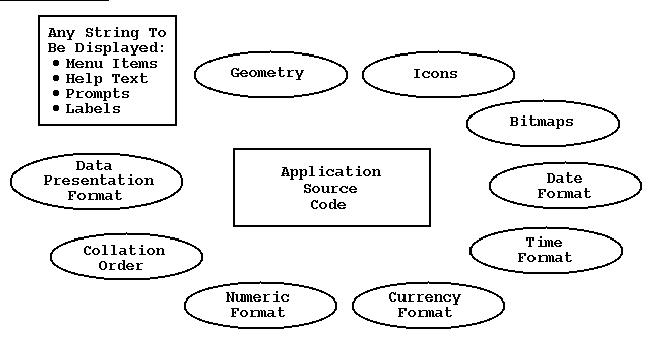 Any String To
Be Displayed:
• Menu Items
• Help Text
• Prompts
• Labels
Geometry
Icons
Bitmaps
Data
Presentation
Format
Application
Source
Code
Date
Format
Collation
Order
Time
Format
Numeric
Format
Currency
Format